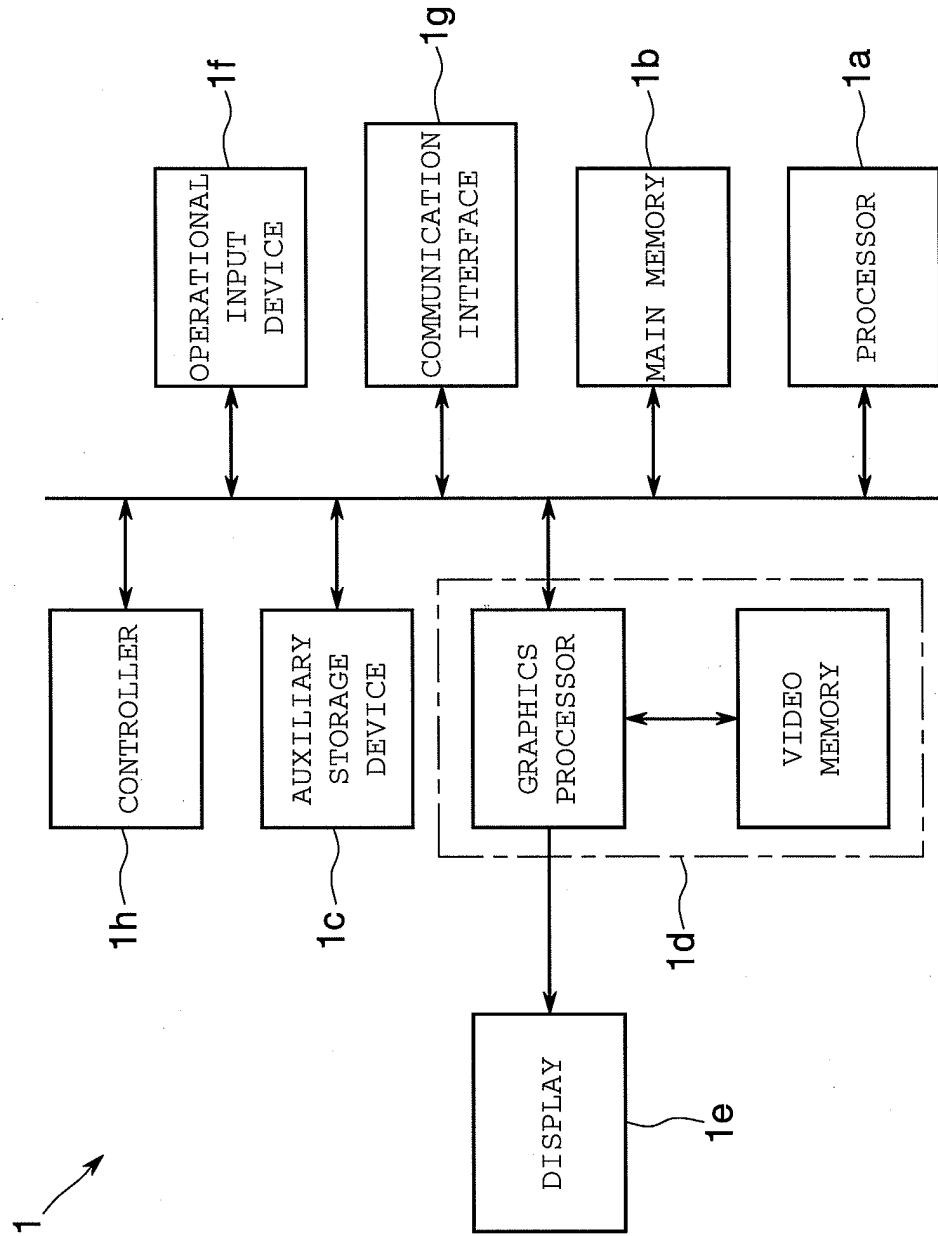 1
1h
CONTROLLER
OPERATIONAL
INPUT
DEVICE
1f
1c
AUXILIARY
STORAGE
DEVICE
COMMUNICATION
INTERFACE
1g
DISPLAY
1e
GRAPHICS
PROCESSOR
MAIN MEMORY
1b
1d
VIDEO
MEMORY
PROCESSOR
1a